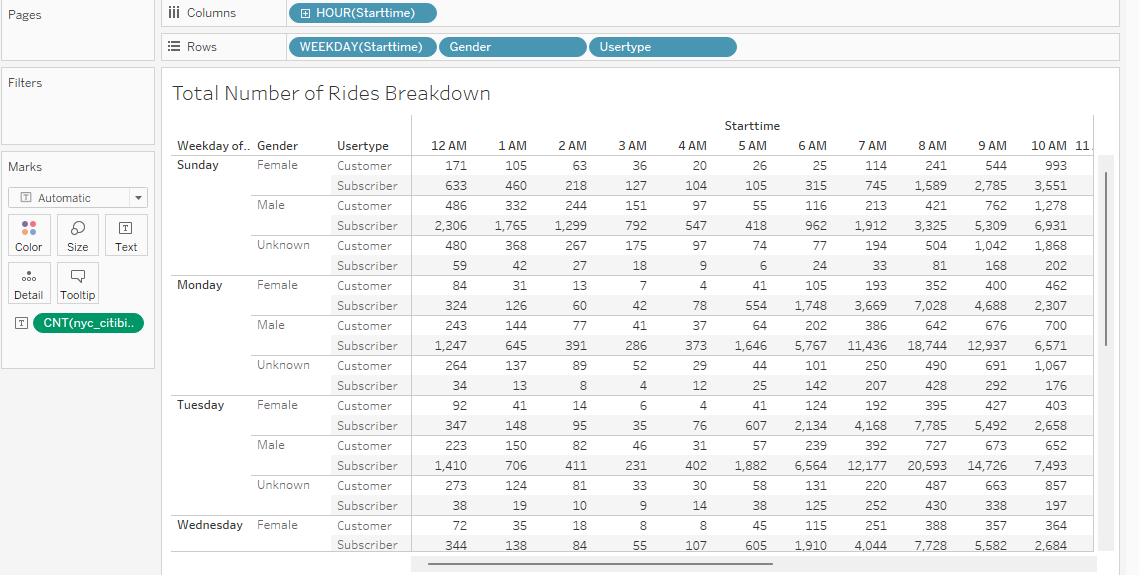 Pages
Columns
HOUR(Starttime)
Rows
WEEKDAY(Starttime) Gender Usertype
Filters
Total Number of Rides Breakdown
Starttime
Weekday of.. Gender Usertype 12 AM 1 AM 2 AM 3 AM 4 AM 5 AM 6 AM 7 AM 8 AM 9 AM 10 AM 11
Sunday Female Customer 171 105 63 36 20 26 25 114 241 544 993
Subscriber 633 460 218 127 104 105 315 745 1,589 2,785 3,551
Male Customer 486 332 244 151 97 55 116 213 421 762 1,278
Subscriber 2,306 1,765 1,299 792 547 418 962 1,912 3,325 5,309 6,931
Unknown Customer 480 368 267 175 97 74 77 194 504 1,042 1,868
Subscriber 59 42 27 18 9 6 24 33 81 168 202
Monday Female Customer 84 31 13 7 4 41 105 193 352 400 462
Subscriber 324 126 60 42 78 554 1,748 3,669 7,028 4,688 2,307
Male Customer 243 144 77 41 37 64 202 386 642 676 700
Subscriber 1,247 645 391 286 373 1,646 5,767 11,436 18,744 12,937 6,571
Unknown Customer 264 137 89 52 29 44 101 250 490 691 1,067
Subscriber 34 13 8 4 12 25 142 207 428 292 176
Tuesday Female Customer 92 41 14 6 4 41 124 192 395 427 403
Subscriber 347 148 95 35 76 607 2,134 4,168 7,785 5,492 2,658
Male Customer 223 150 82 46 31 57 239 392 727 673 652
Subscriber 1,410 706 411 231 402 1,882 6,564 12,177 20,593 14,726 7,493
Unknown Customer 273 124 81 33 30 58 131 220 487 663 857
Subscriber 38 19 10 9 14 38 125 252 430 338 197
Wednesday Female Customer 72 35 18 8 8 45 115 251 388 357 364
Subscriber 344 138 84 55 107 605 1,910 4,044 7,728 5,582 2,684
Marks
T Automatic
Color Size Text
Detail Tooltip
T CNT(nyc_citibi..